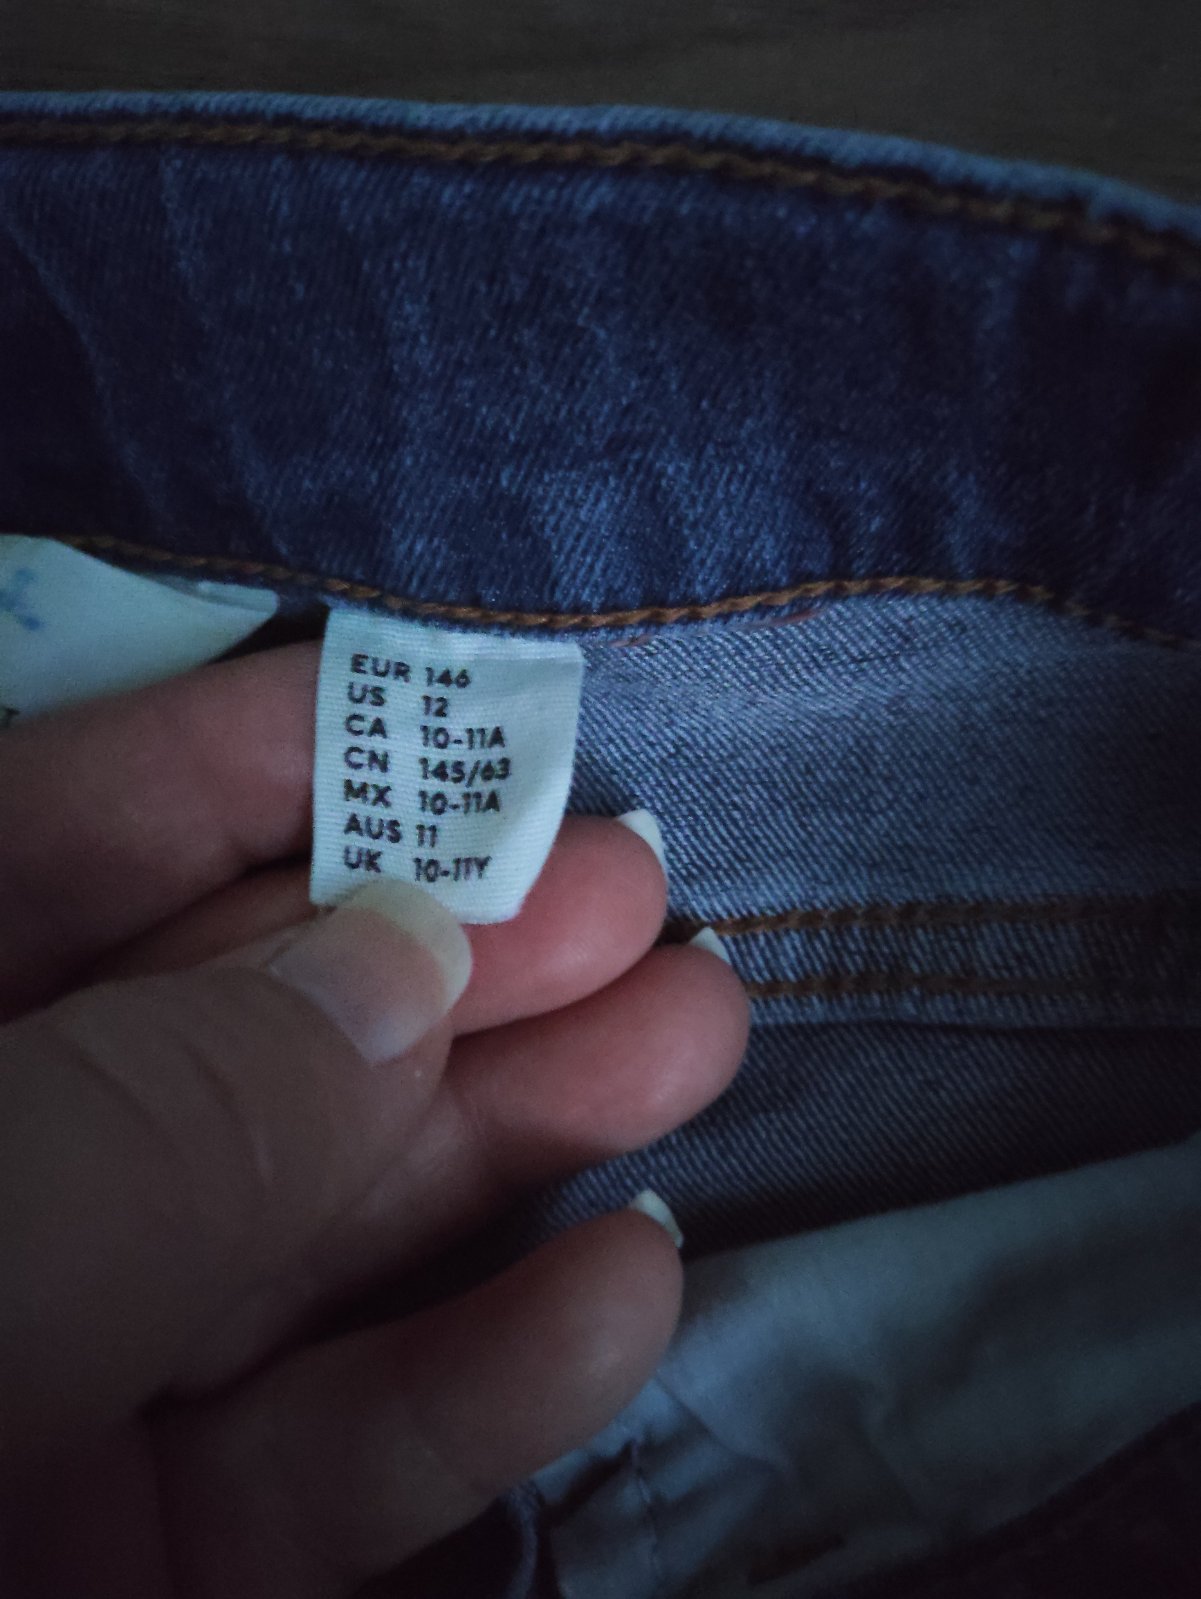 EUR 146
US 12
CA 10-11A
CN 145/63
MX 10-11A
AUS 11
UK 10-11Y